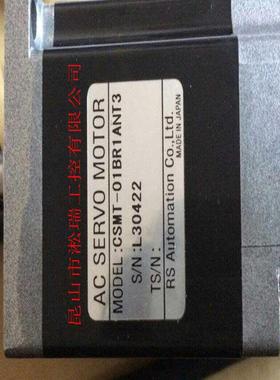 昆山市淞瑞工控有限公司
AC SERVO MOTOR
MODEL :CSMT-01BR1ANT3
S/N :L30422
TS/N :
RS Automation Co.,Ltd.
MADE IN JAPAN